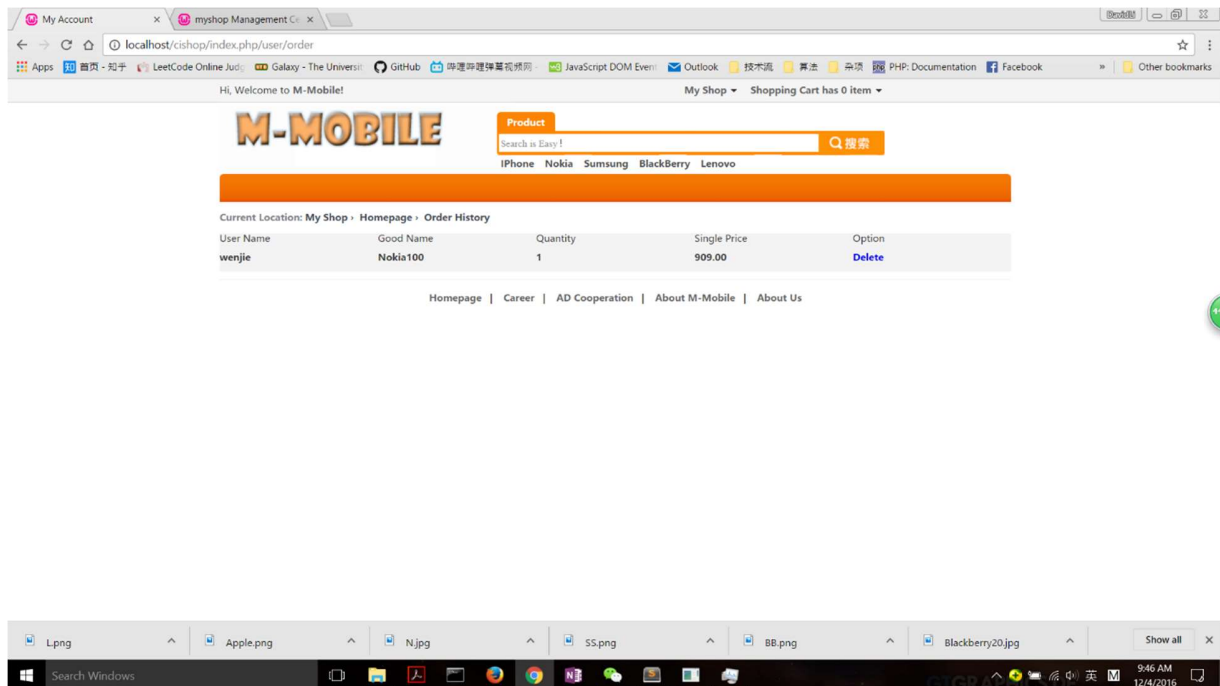 My Account
myshop Management Ce
DavidLi
localhost/cishop/index.php/user/order
Apps 首页 - 知乎 LeetCode Online Judg Galaxy - The Universit GitHub 哔哩哔哩弹幕视频网 - JavaScript DOM Event Outlook 技术流 算法 杂项 PHP: Documentation Facebook » Other bookmarks
Hi, Welcome to M-Mobile! My Shop Shopping Cart has 0 item
M-MOBILE
Product
Search is Easy! 搜索
IPhone Nokia Sumsung BlackBerry Lenovo
Current Location: My Shop › Homepage › Order History
User Name Good Name Quantity Single Price Option
wenjie Nokia100 1 909.00 Delete
Homepage | Career | AD Cooperation | About M-Mobile | About Us
L.png Apple.png N.jpg SS.png BB.png Blackberry20.jpg Show all
Search Windows 英 M 9:46 AM
12/4/2016